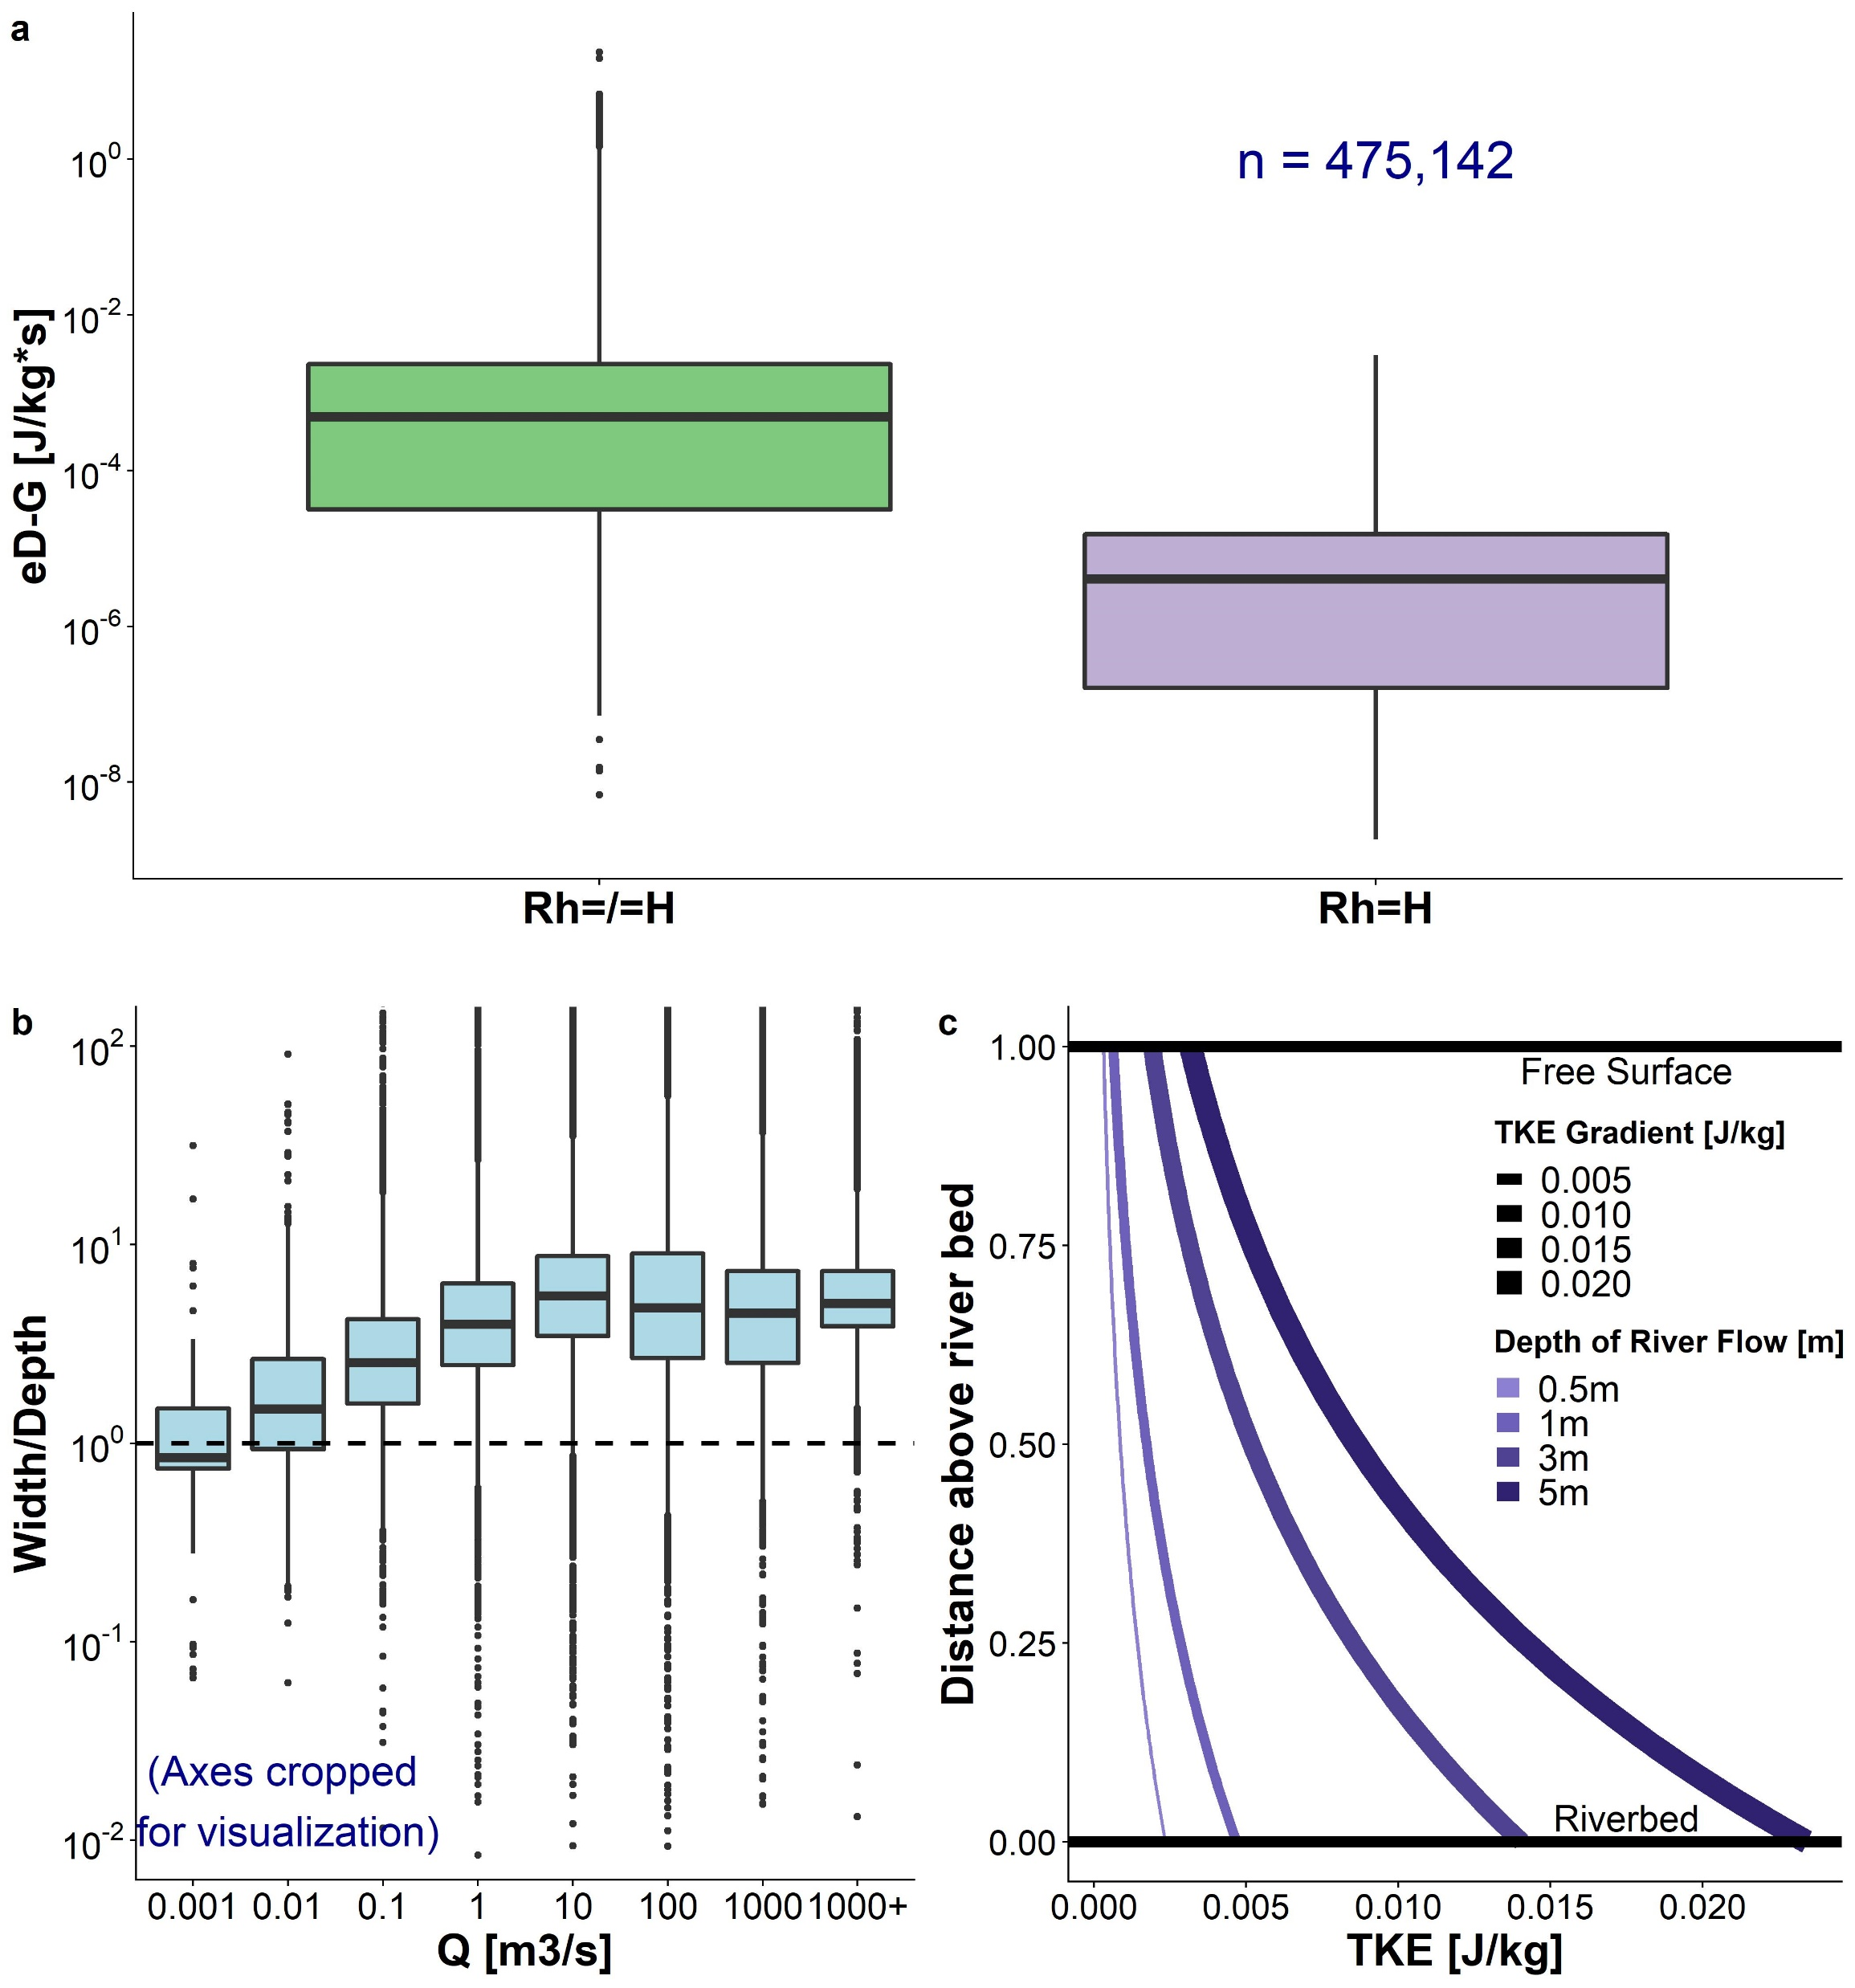 a
n = 475,142
eD-G [J/kg*s]
10^0
10^-2
10^-4
10^-6
10^-8
Rh=/=H
Rh=H
b
Width/Depth
10^2
10^1
10^0
10^-1
10^-2
(Axes cropped
for visualization)
0.001 0.01 0.1 1 10 100 1000 1000+
Q [m3/s]
c
Distance above river bed
1.00
0.75
0.50
0.25
0.00
Free Surface
TKE Gradient [J/kg]
0.005
0.010
0.015
0.020
Depth of River Flow [m]
0.5m
1m
3m
5m
Riverbed
0.000 0.005 0.010 0.015 0.020
TKE [J/kg]